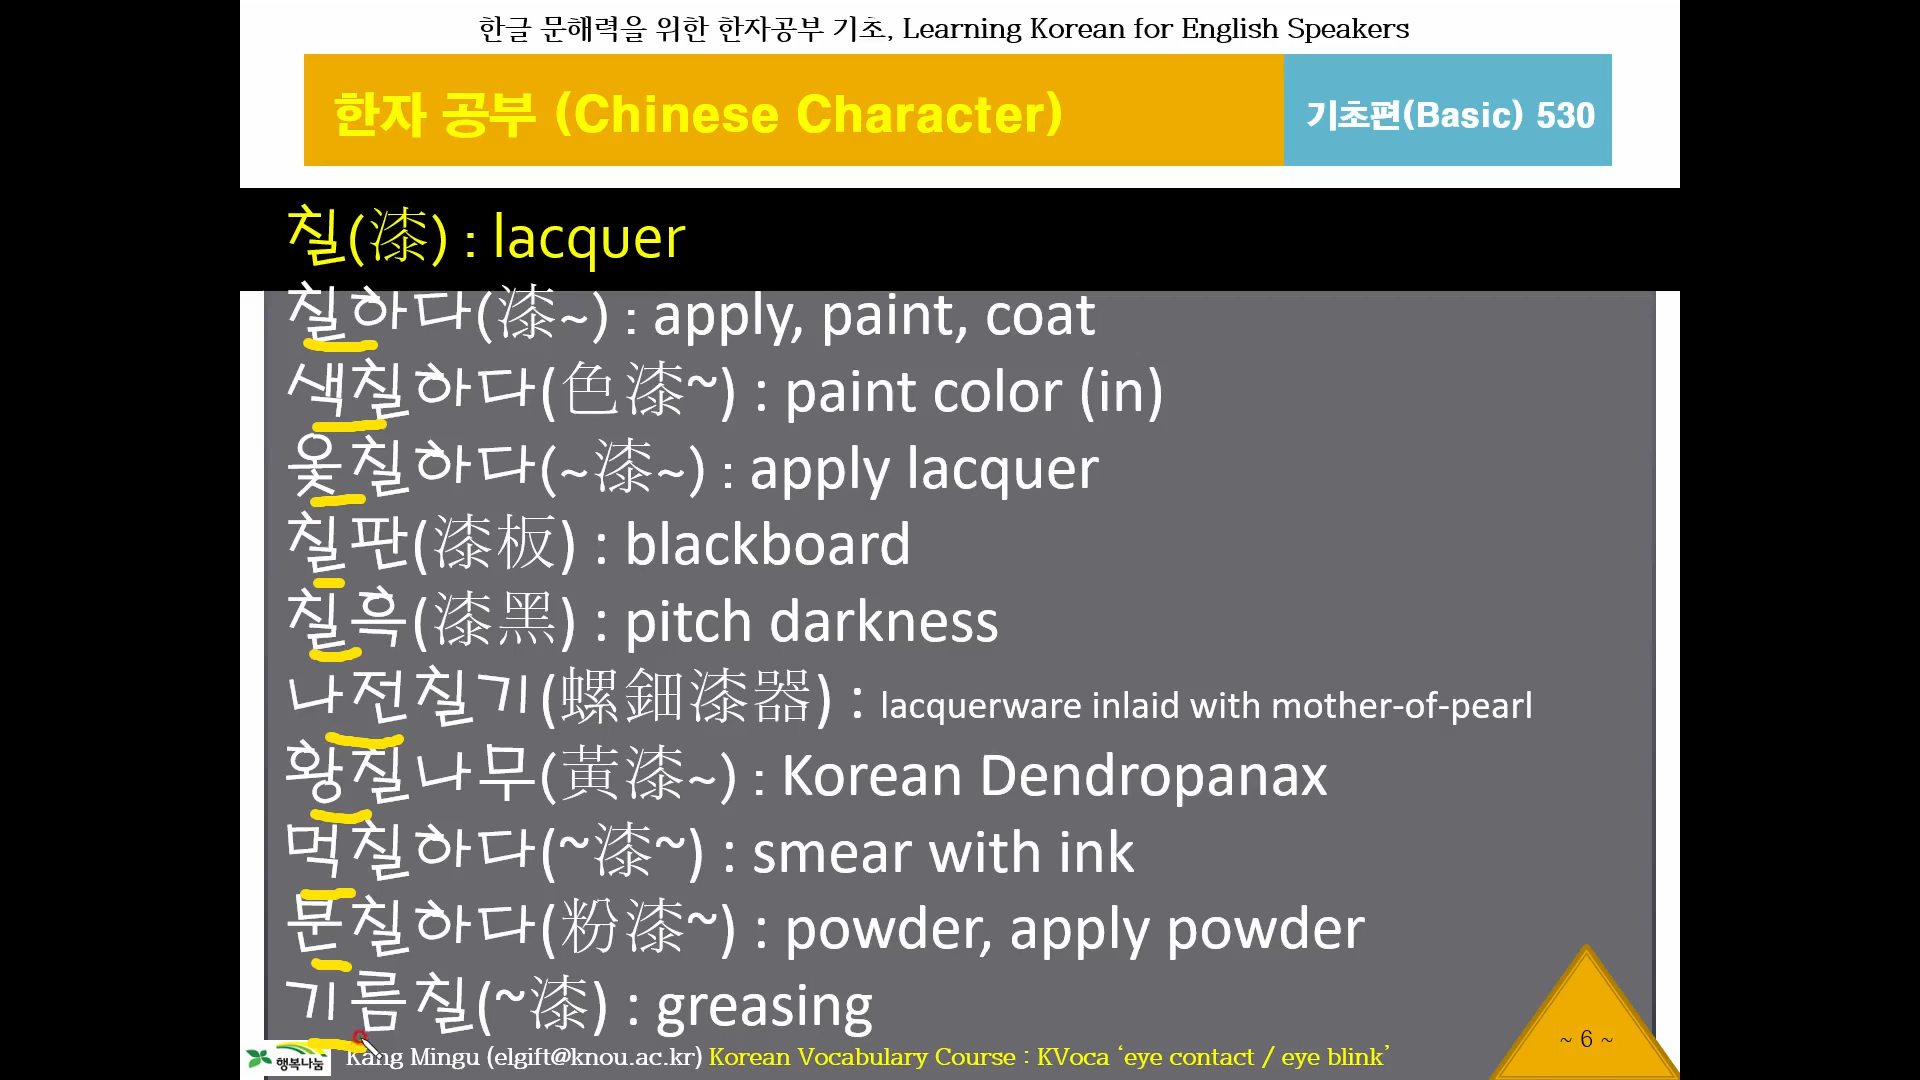 한글 문해력을 위한 한자공부 기초, Learning Korean for English Speakers
한자 공부 (Chinese Character)
기초편(Basic) 530
칠(漆) : lacquer
칠하다(漆~) : apply, paint, coat
색칠하다(色漆~) : paint color (in)
옻칠하다(~漆~) : apply lacquer
칠판(漆板) : blackboard
칠흑(漆黑) : pitch darkness
나전칠기(螺鈿漆器) : lacquerware inlaid with mother-of-pearl
황칠나무(黃漆~) : Korean Dendropanax
먹칠하다(~漆~) : smear with ink
분칠하다(粉漆~) : powder, apply powder
기름칠(~漆) : greasing
~ 6 ~
행복나눔
Kang Mingu (elgift@knou.ac.kr) Korean Vocabulary Course : KVoca ‘eye contact / eye blink’